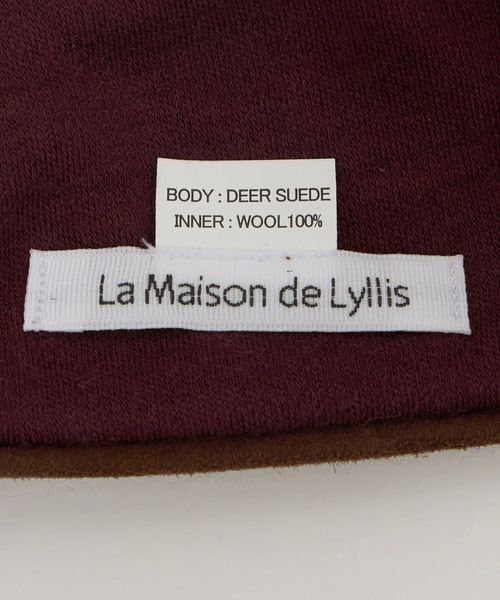 BODY : DEER SUEDE
INNER : WOOL100%
La Maison de Lyllis